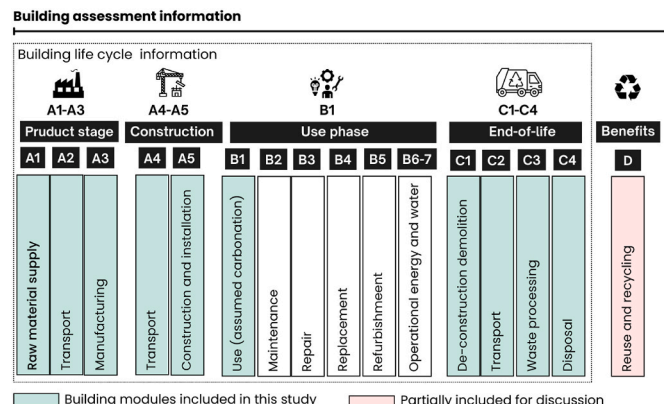 Building assessment information
Building life cycle information
A1-A3
A4-A5
B1
C1-C4
Pruduct stage
Construction
Use phase
End-of-life
Benefits
A1
A2
A3
A4
A5
B1
B2
B3
B4
B5
B6-7
C1
C2
C3
C4
D
Raw material supply
Transport
Manufacturing
Transport
Construction and installation
Use (assumed carbonation)
Maintenance
Repair
Replacement
Refurbishmeent
Operational energy and water
De-construction demolition
Transport
Waste processing
Disposal
Reuse and recycling
Building modules included in this study
Partially included for discussion